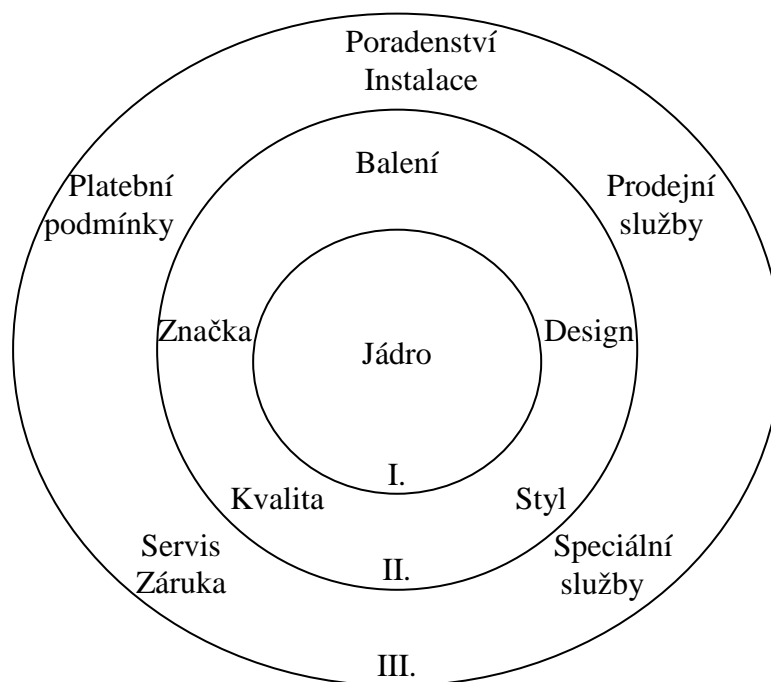 Poradenství
Instalace
Balení
Platební
podmínky
Prodejní
služby
Značka
Design
Jádro
I.
Kvalita
Styl
Servis
Záruka
II.
Speciální
služby
III.